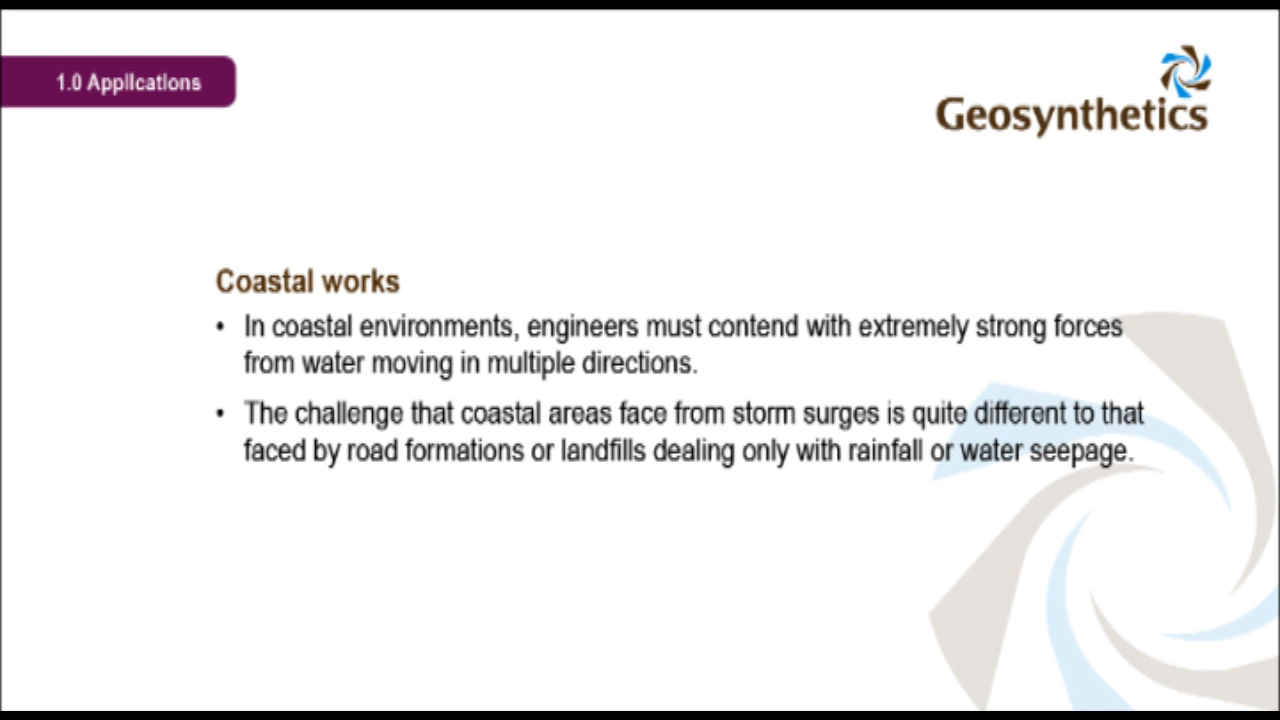 1.0 Applications
Geosynthetics
Coastal works
• In coastal environments, engineers must contend with extremely strong forces
from water moving in multiple directions.
• The challenge that coastal areas face from storm surges is quite different to that
faced by road formations or landfills dealing only with rainfall or water seepage.